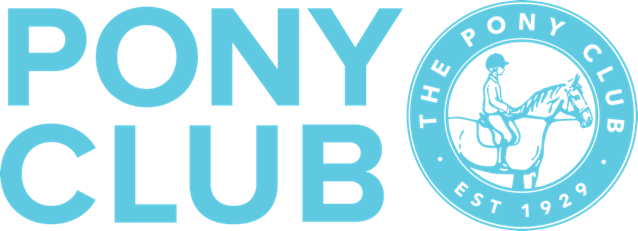 PONY
CLUB
THE PONY CLUB
· EST 1929 ·